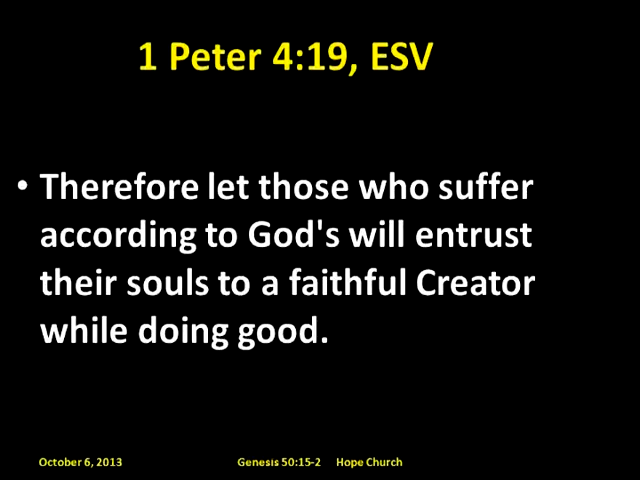 1 Peter 4:19, ESV
• Therefore let those who suffer
according to God's will entrust
their souls to a faithful Creator
while doing good.
October 6, 2013 Genesis 50:15-2 Hope Church